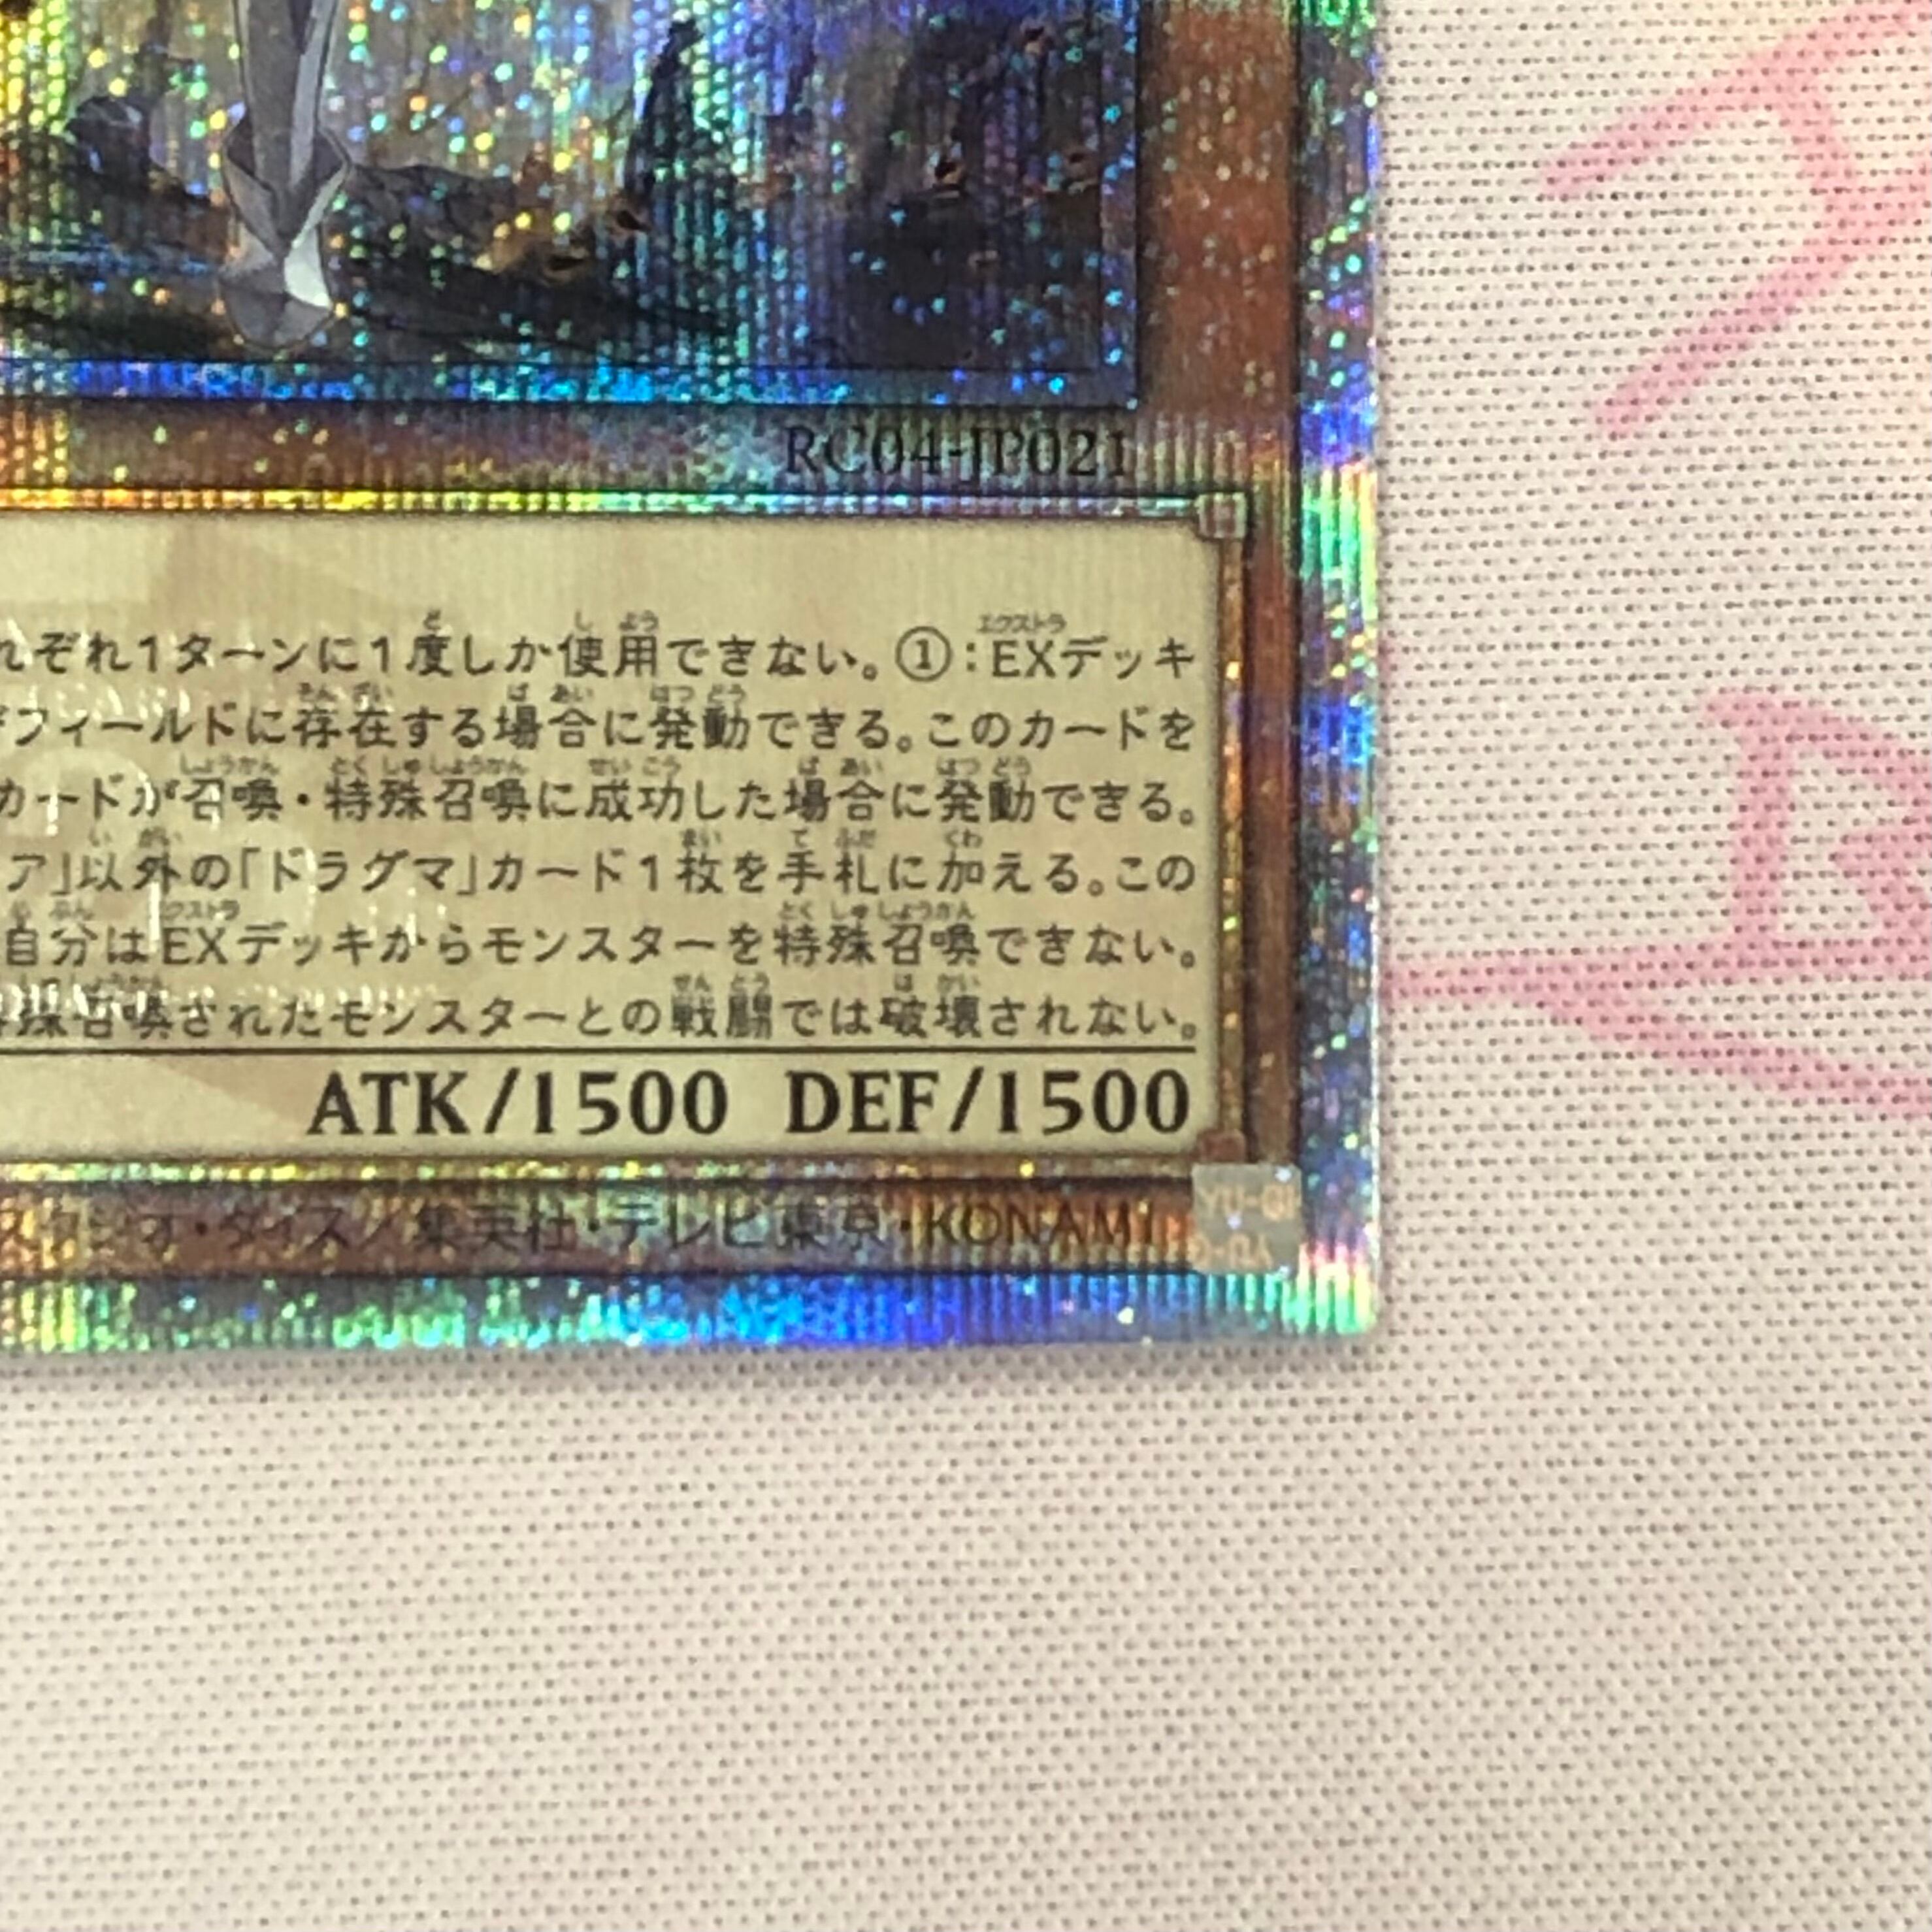 RC04-JP021
れぞれ1ターンに1度しか使用できない。①：EXデッキ
フィールドに存在する場合に発動できる。このカードを
カードが召喚・特殊召喚に成功した場合に発動できる。
ア」以外の「ドラグマ」カード1枚を手札に加える。この
自分はEXデッキからモンスターを特殊召喚できない。
殊召喚されたモンスターとの戦闘では破壊されない。
ATK/1500 DEF/1500
スタジオ・ダイス／集英社・テレビ東京・KONAMI